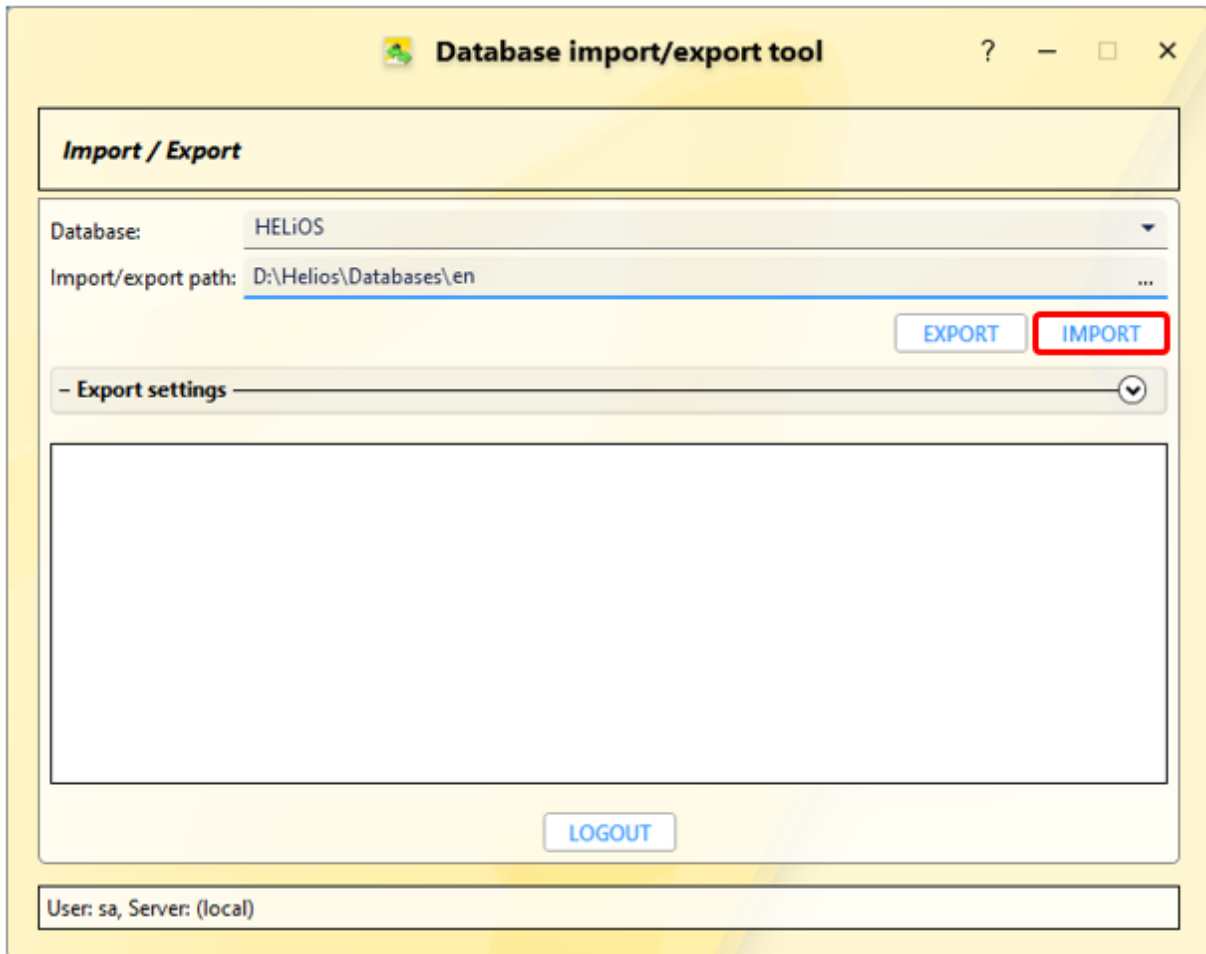 Database import/export tool
Import / Export
Database: HELiOS
Import/export path: D:\Helios\Databases\en ...
EXPORT IMPORT
– Export settings
LOGOUT
User: sa, Server: (local)